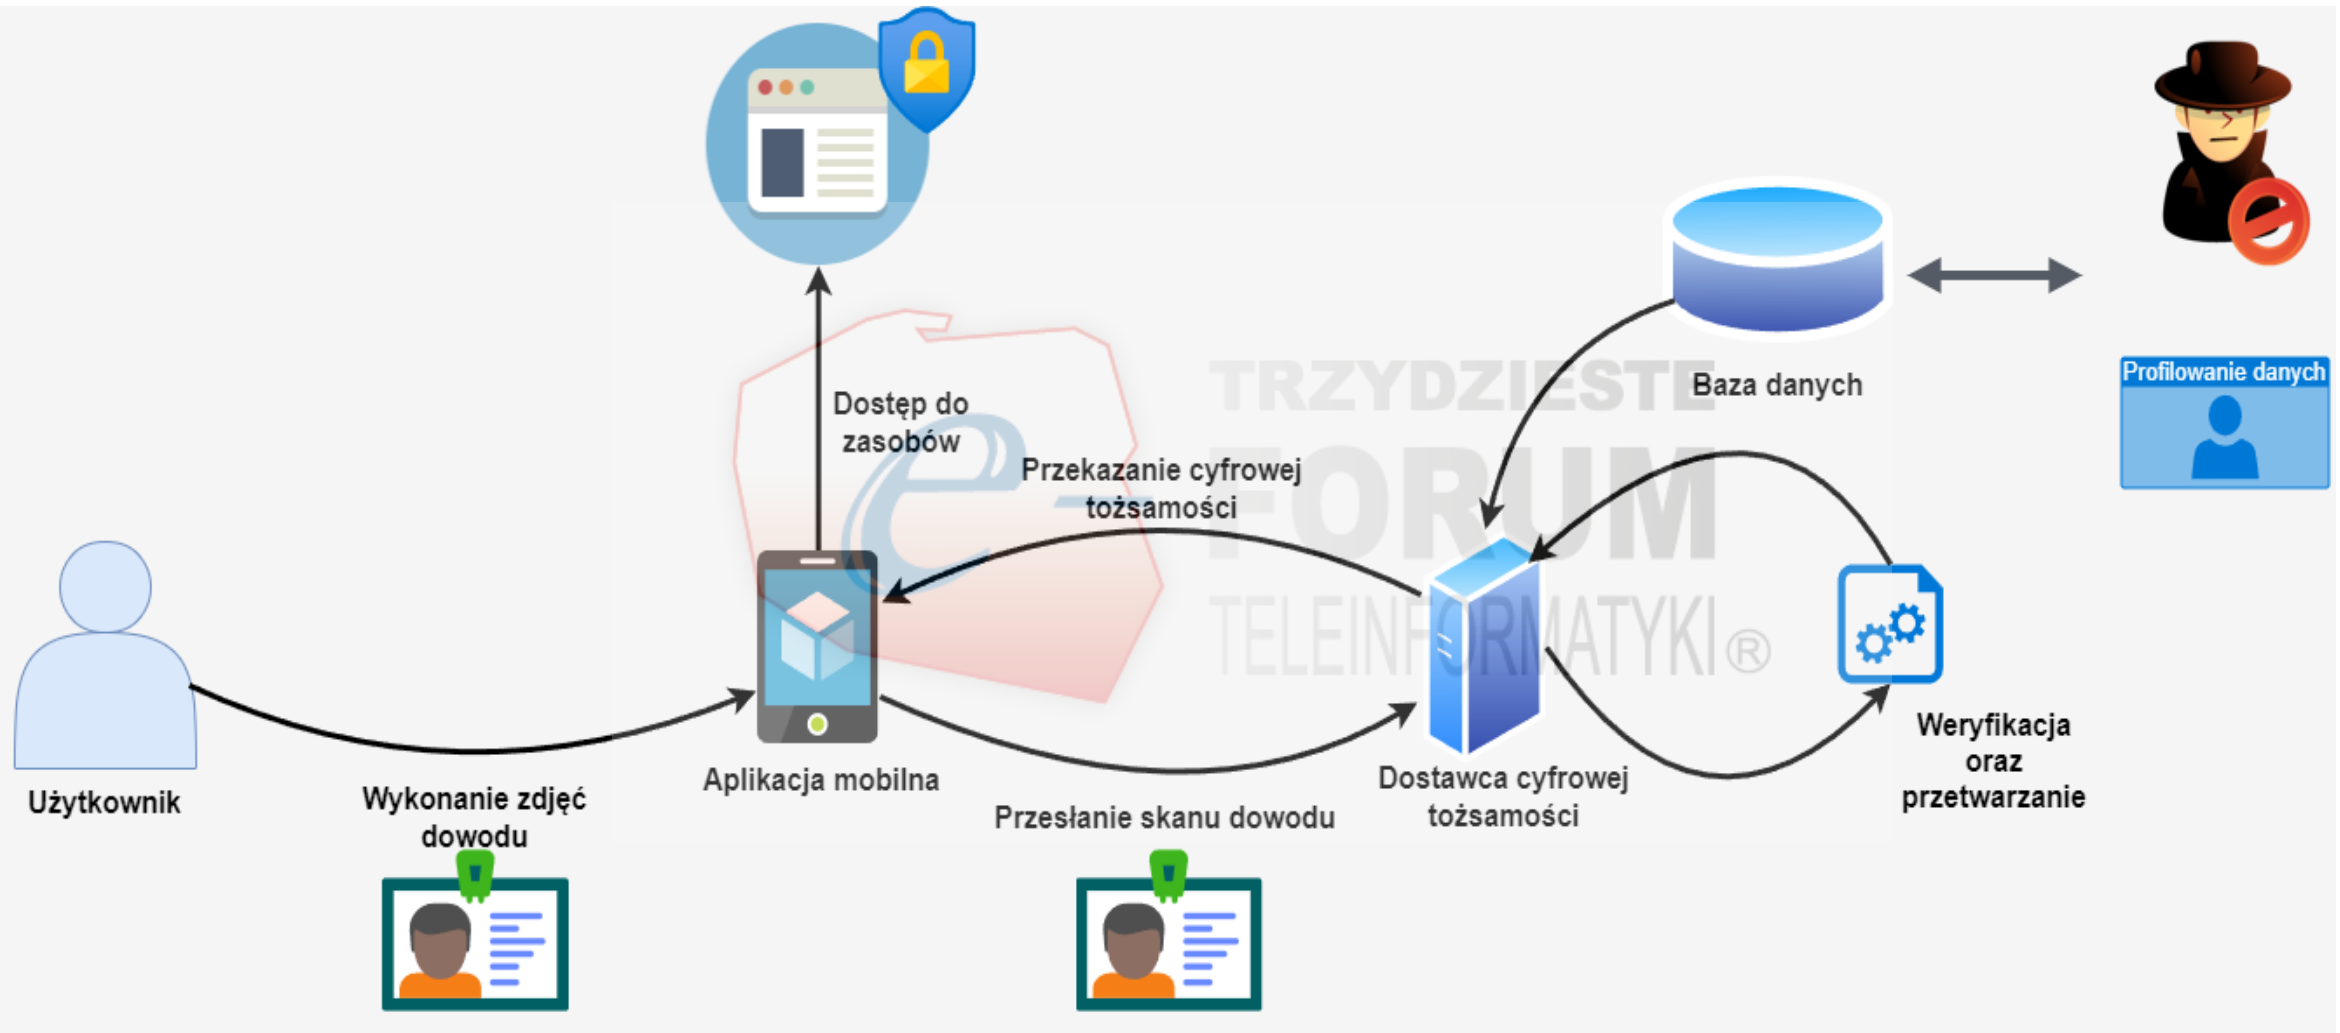 Dostęp do
zasobów
Przekazanie cyfrowej
tożsamości
Baza danych
Profilowanie danych
TRZYDZIESTE
FORUM
TELEINFORMATYKI®
e-
Użytkownik
Wykonanie zdjęć
dowodu
Aplikacja mobilna
Przesłanie skanu dowodu
Dostawca cyfrowej
tożsamości
Weryfikacja
oraz
przetwarzanie